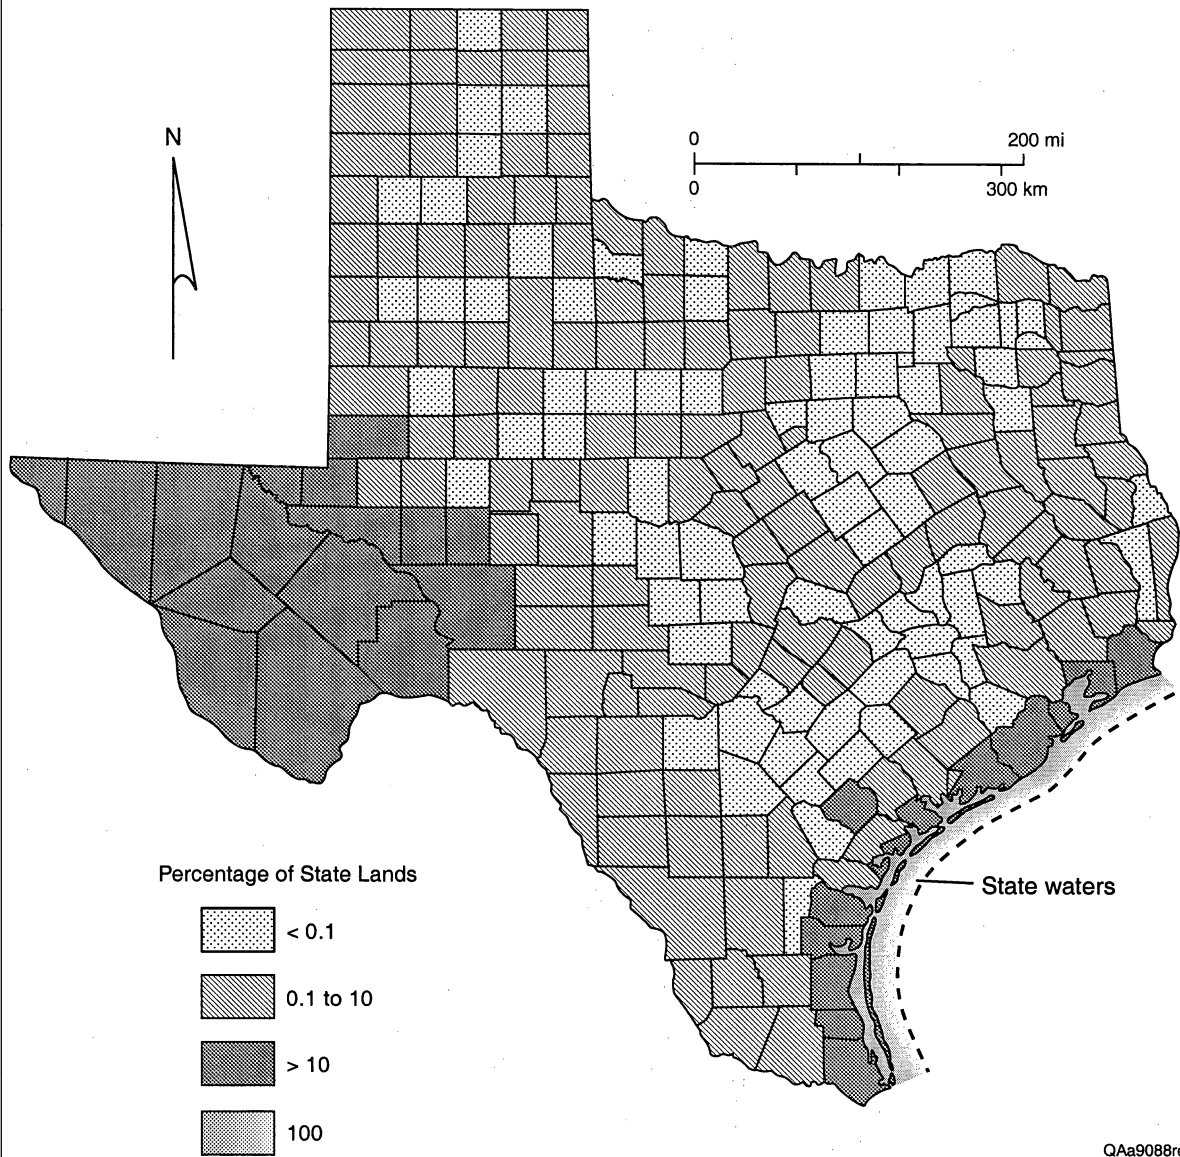 N
0 200 mi
0 300 km
State waters
Percentage of State Lands
< 0.1
0.1 to 10
> 10
100
QAa9088re